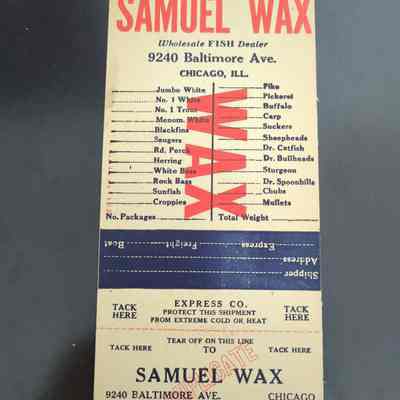 SAMUEL WAX
Wholesale FISH Dealer
9240 Baltimore Ave.
CHICAGO, ILL.
WAX
Jumbo White
No. 1 White
No. 1 Trout
Menom. White
Blackfins
Saugers
Rd. Perch
Herring
White Bass
Rock Bass
Sunfish
Croppies
No. Packages
Pike
Pickerel
Buffalo
Carp
Suckers
Sheepheads
Dr. Catfish
Dr. Bullheads
Sturgeon
Dr. Spoonbills
Chubs
Mullets
Total Weight
Shipper
Address
Boat Freight Express
TACK HERE
EXPRESS CO.
PROTECT THIS SHIPMENT
FROM EXTREME COLD OR HEAT
TACK HERE
TEAR OFF ON THIS LINE
TACK HERE
TO
TACK HERE
SAMUEL WAX
9240 BALTIMORE AVE. CHICAGO